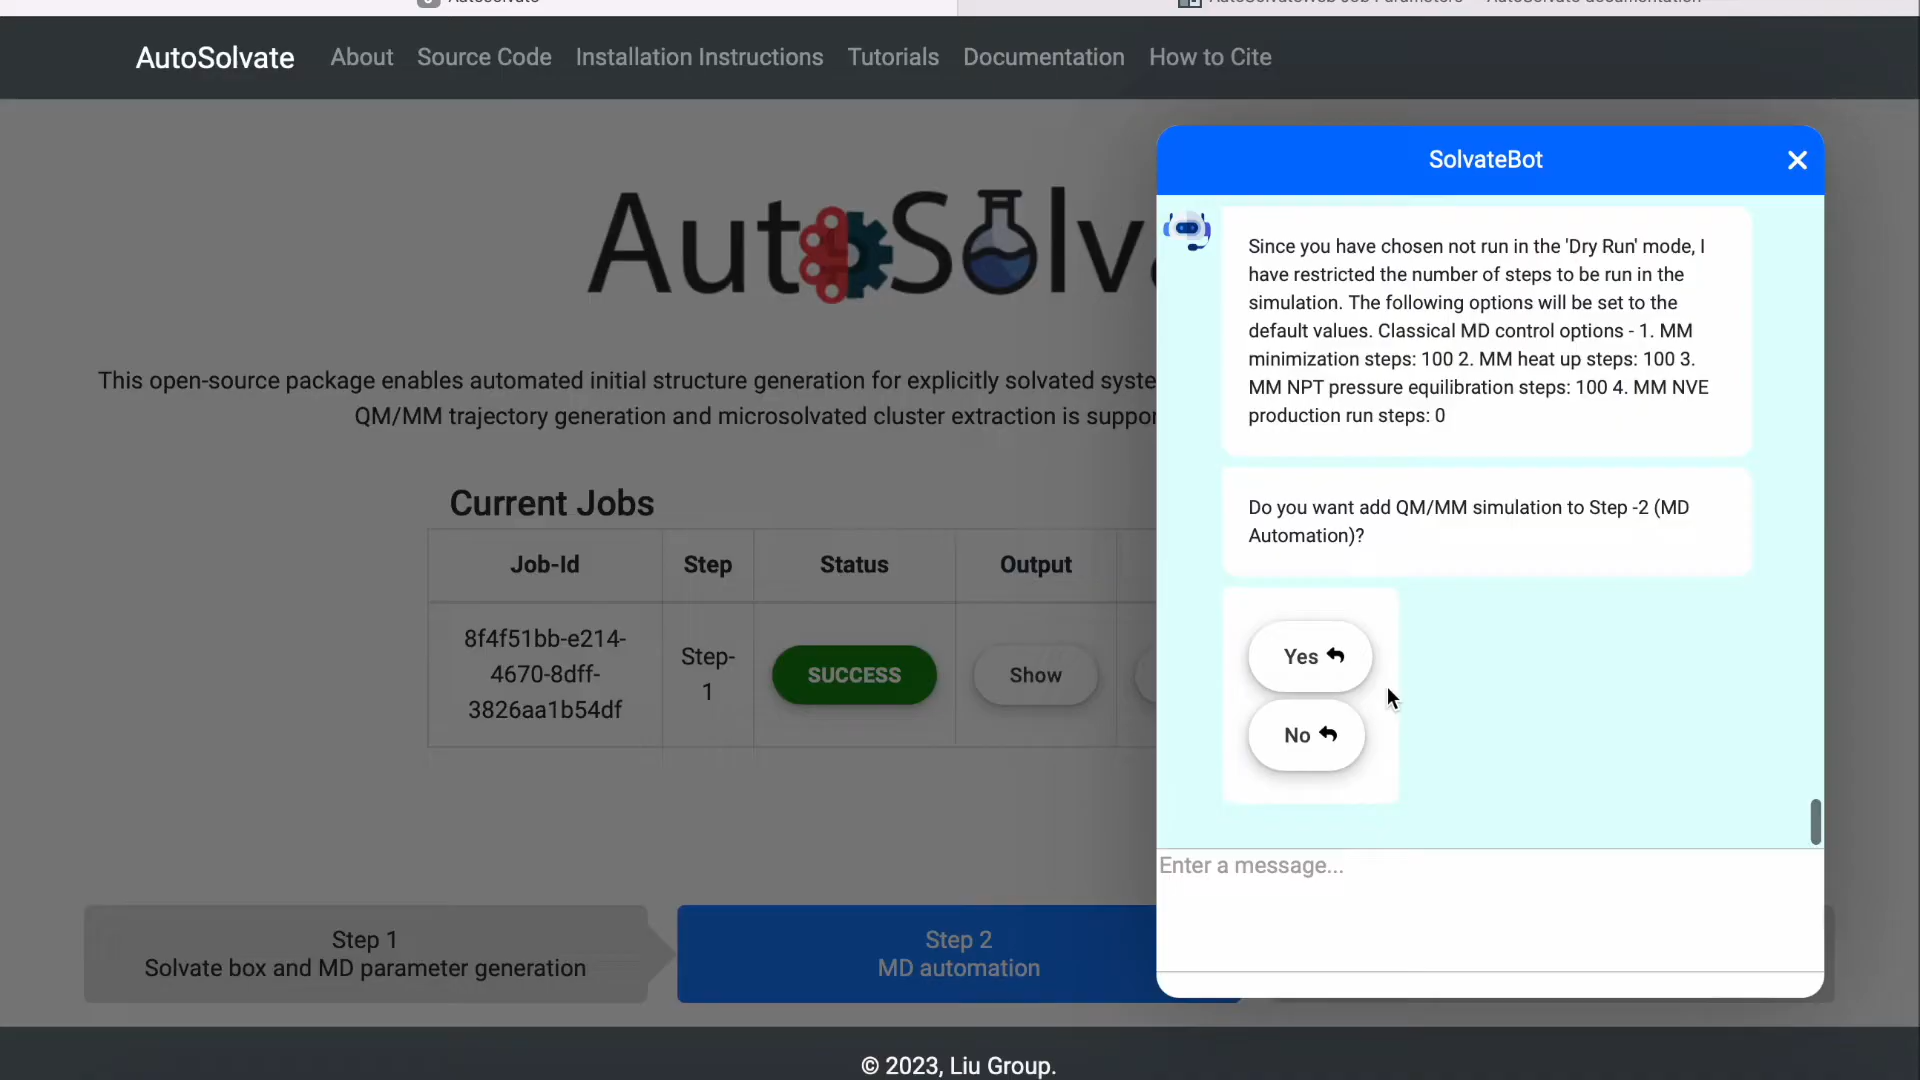 AutoSolvate About Source Code Installation Instructions Tutorials Documentation How to Cite
SolvateBot
AutoSolv
This open-source package enables automated initial structure generation for explicitly solvated syste
QM/MM trajectory generation and microsolvated cluster extraction is suppor
Current Jobs
Job-Id Step Status Output
8f4f51bb-e214-
4670-8dff-
3826aa1b54df
Step-
1
SUCCESS
Show
Since you have chosen not run in the 'Dry Run' mode, I
have restricted the number of steps to be run in the
simulation. The following options will be set to the
default values. Classical MD control options - 1. MM
minimization steps: 100 2. MM heat up steps: 100 3.
MM NPT pressure equilibration steps: 100 4. MM NVE
production run steps: 0
Do you want add QM/MM simulation to Step -2 (MD
Automation)?
Yes
No
Enter a message...
Step 1
Solvate box and MD parameter generation
Step 2
MD automation
© 2023, Liu Group.